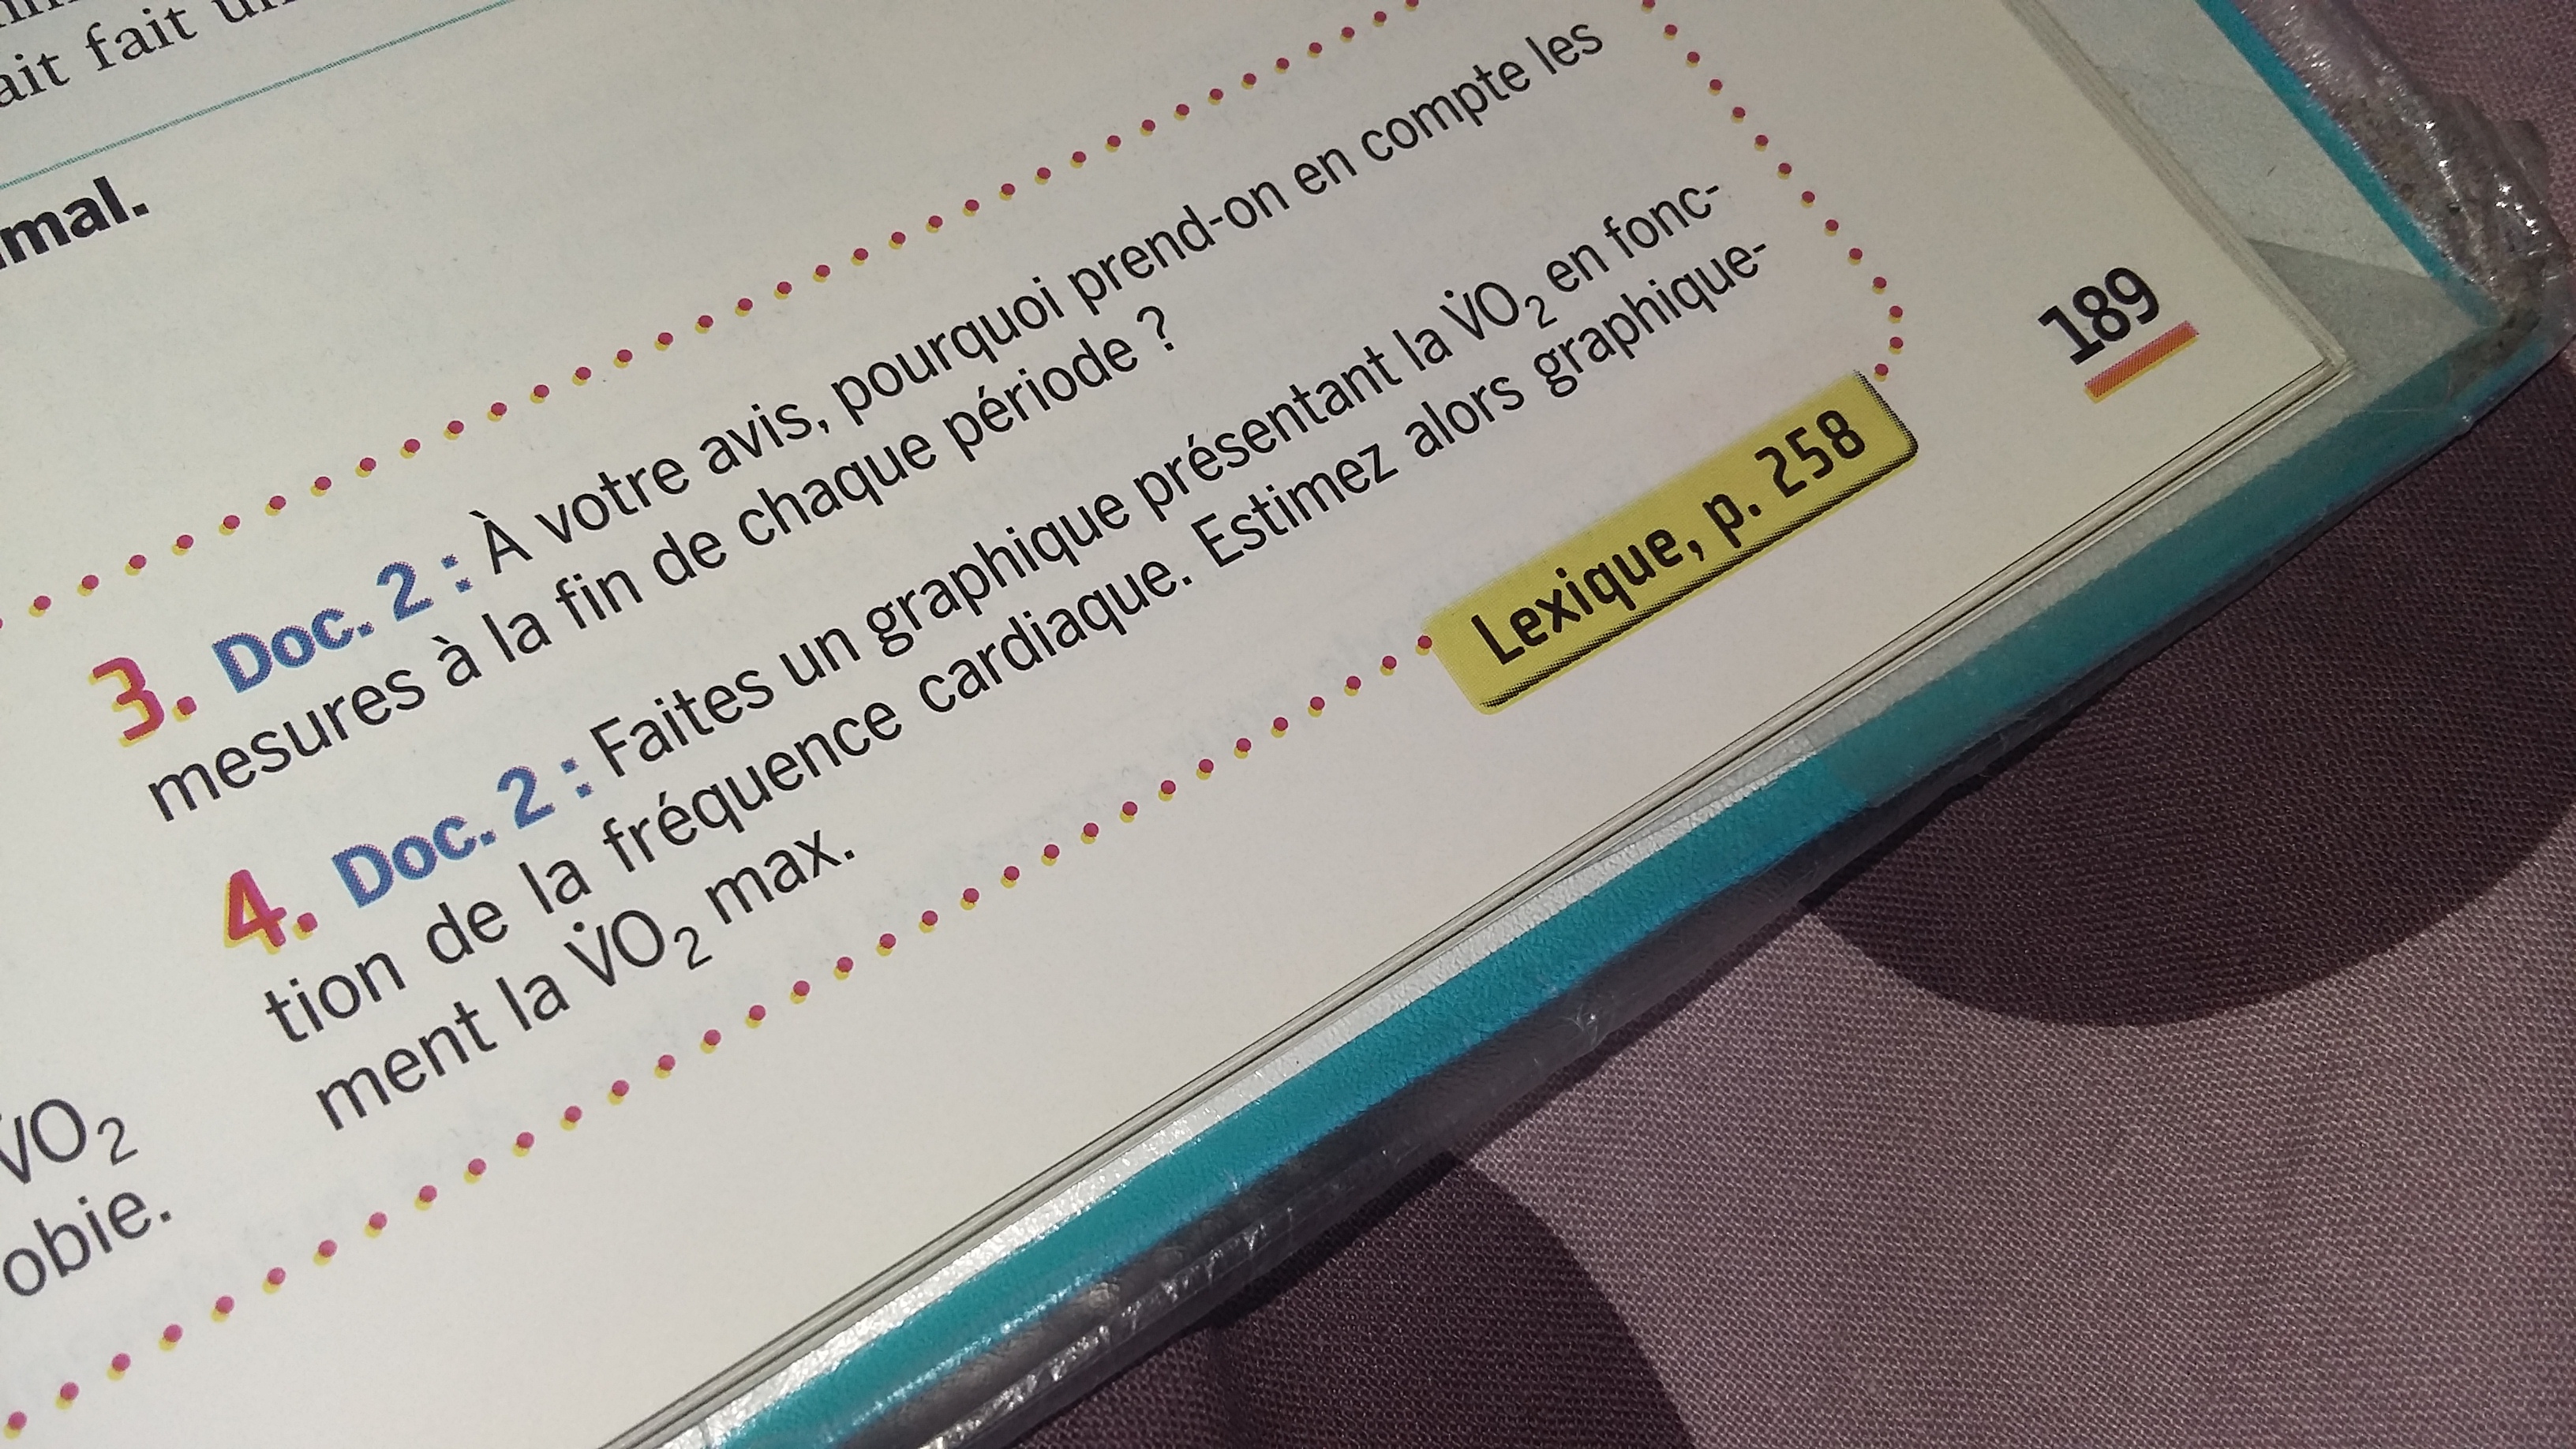 ait fait un
mal.
3. Doc. 2 : À votre avis, pourquoi prend-on en compte les
mesures à la fin de chaque période ?
4. Doc. 2 : Faites un graphique présentant la V̇O₂ en fonc-
tion de la fréquence cardiaque. Estimez alors graphique-
ment la V̇O₂ max.
V̇O₂
obie.
Lexique, p. 258
189